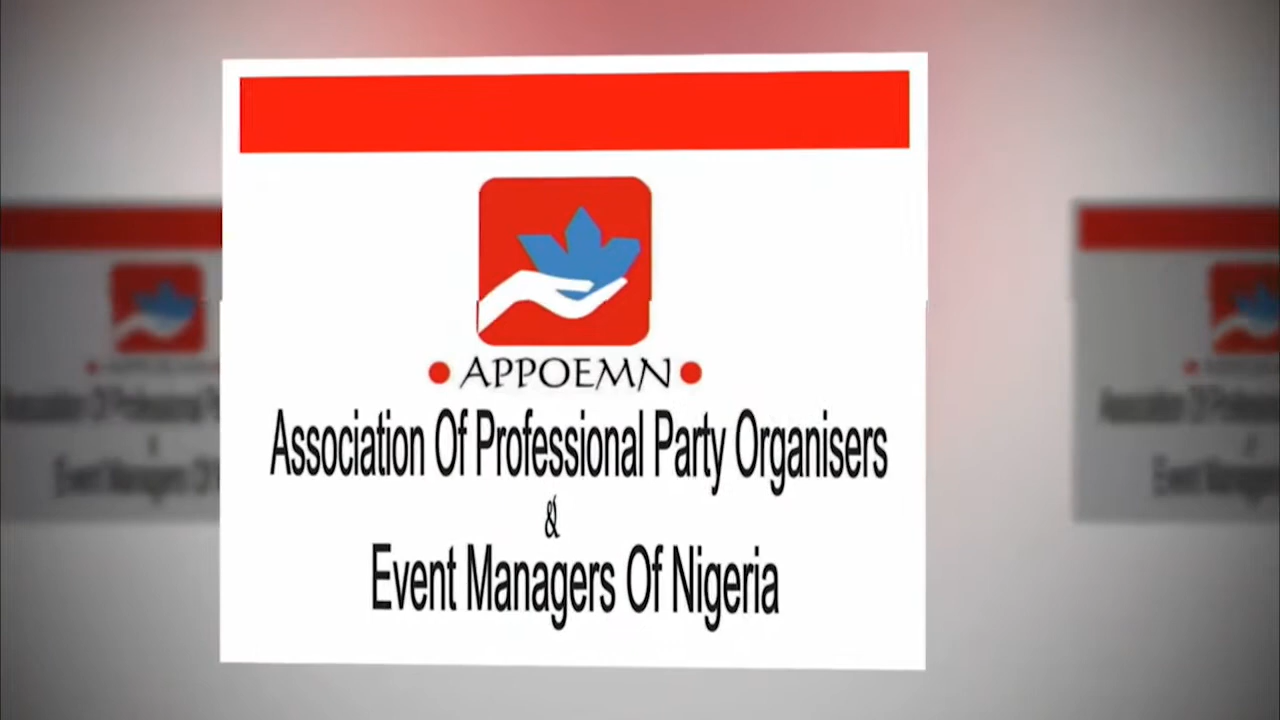 APPOEMN
Association Of Professional Party Organisers
&
Event Managers Of Nigeria